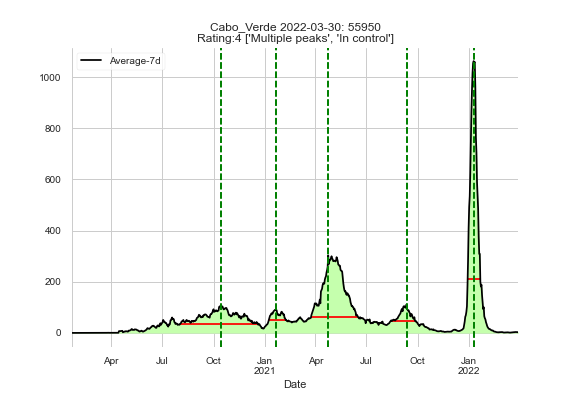 Cabo_Verde 2022-03-30: 55950
Rating:4 ['Multiple peaks', 'In control']
Average-7d
1000
800
600
400
200
0
Apr Jul Oct Jan Apr Jul Oct Jan
2021 2022
Date